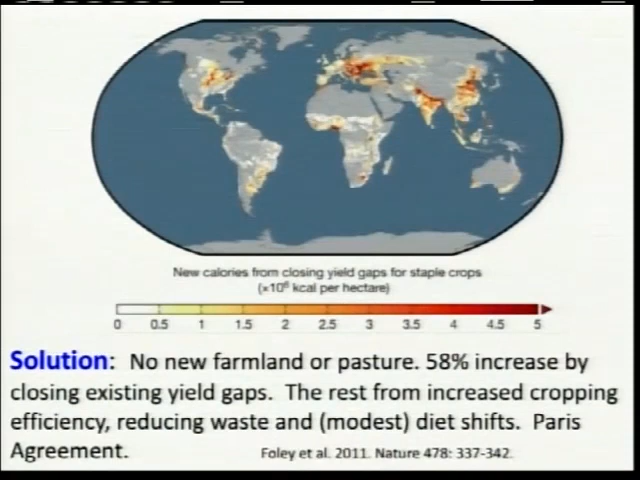 New calories from closing yield gaps for staple crops
(×10⁶ kcal per hectare)
0 0.5 1 1.5 2 2.5 3 3.5 4 4.5 5
Solution: No new farmland or pasture. 58% increase by
closing existing yield gaps. The rest from increased cropping
efficiency, reducing waste and (modest) diet shifts. Paris
Agreement. Foley et al. 2011. Nature 478: 337-342.